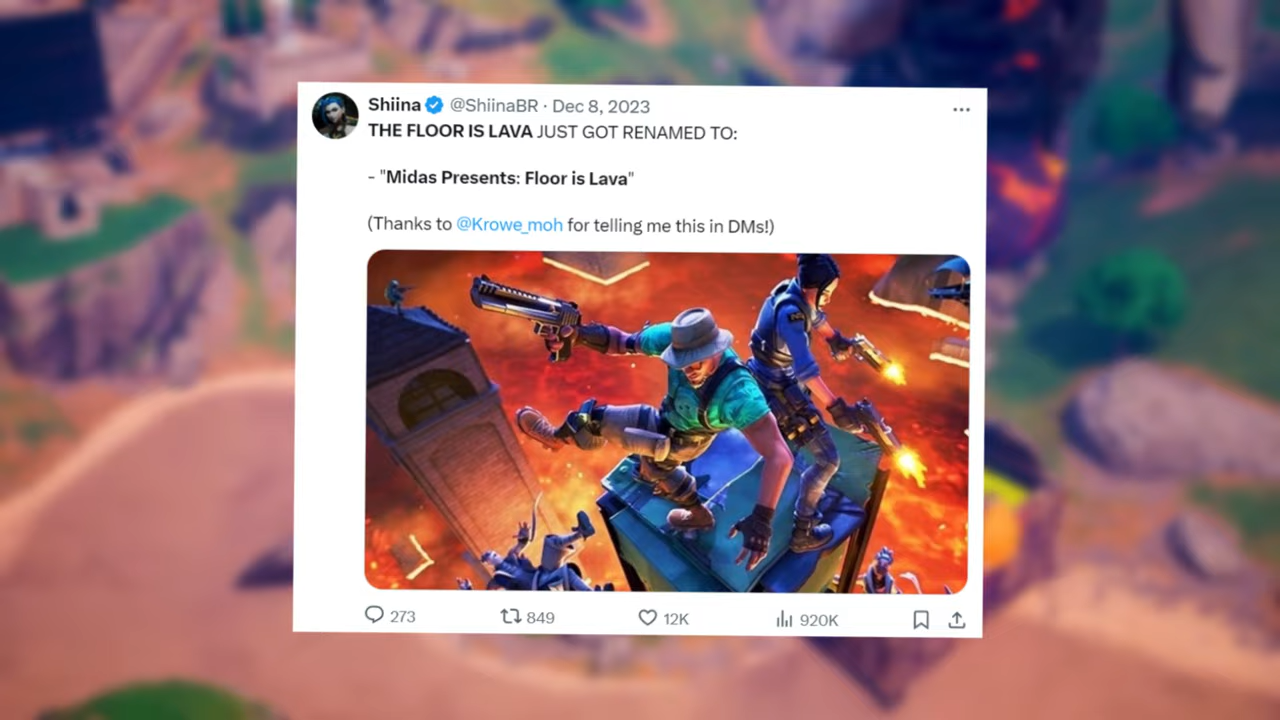 Shiina @ShiinaBR · Dec 8, 2023
THE FLOOR IS LAVA JUST GOT RENAMED TO:
- "Midas Presents: Floor is Lava"
(Thanks to @Krowe_moh for telling me this in DMs!)
273 849 12K 920K